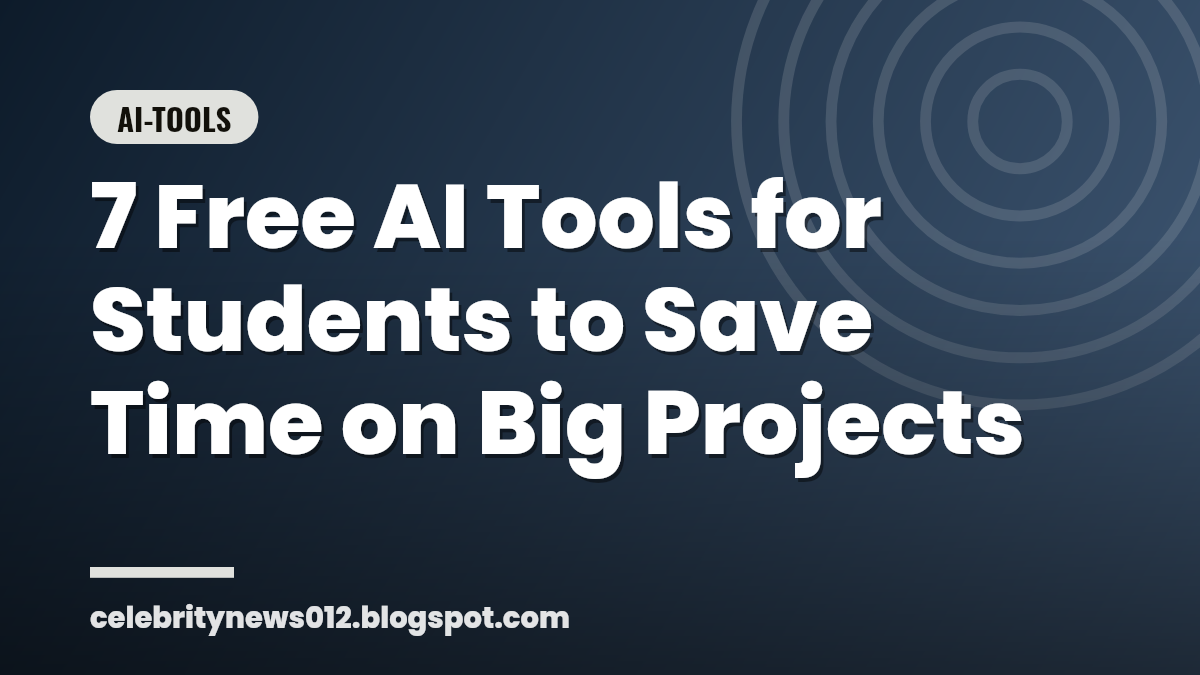 AI-TOOLS
7 Free AI Tools for
Students to Save
Time on Big Projects
celebritynews012.blogspot.com